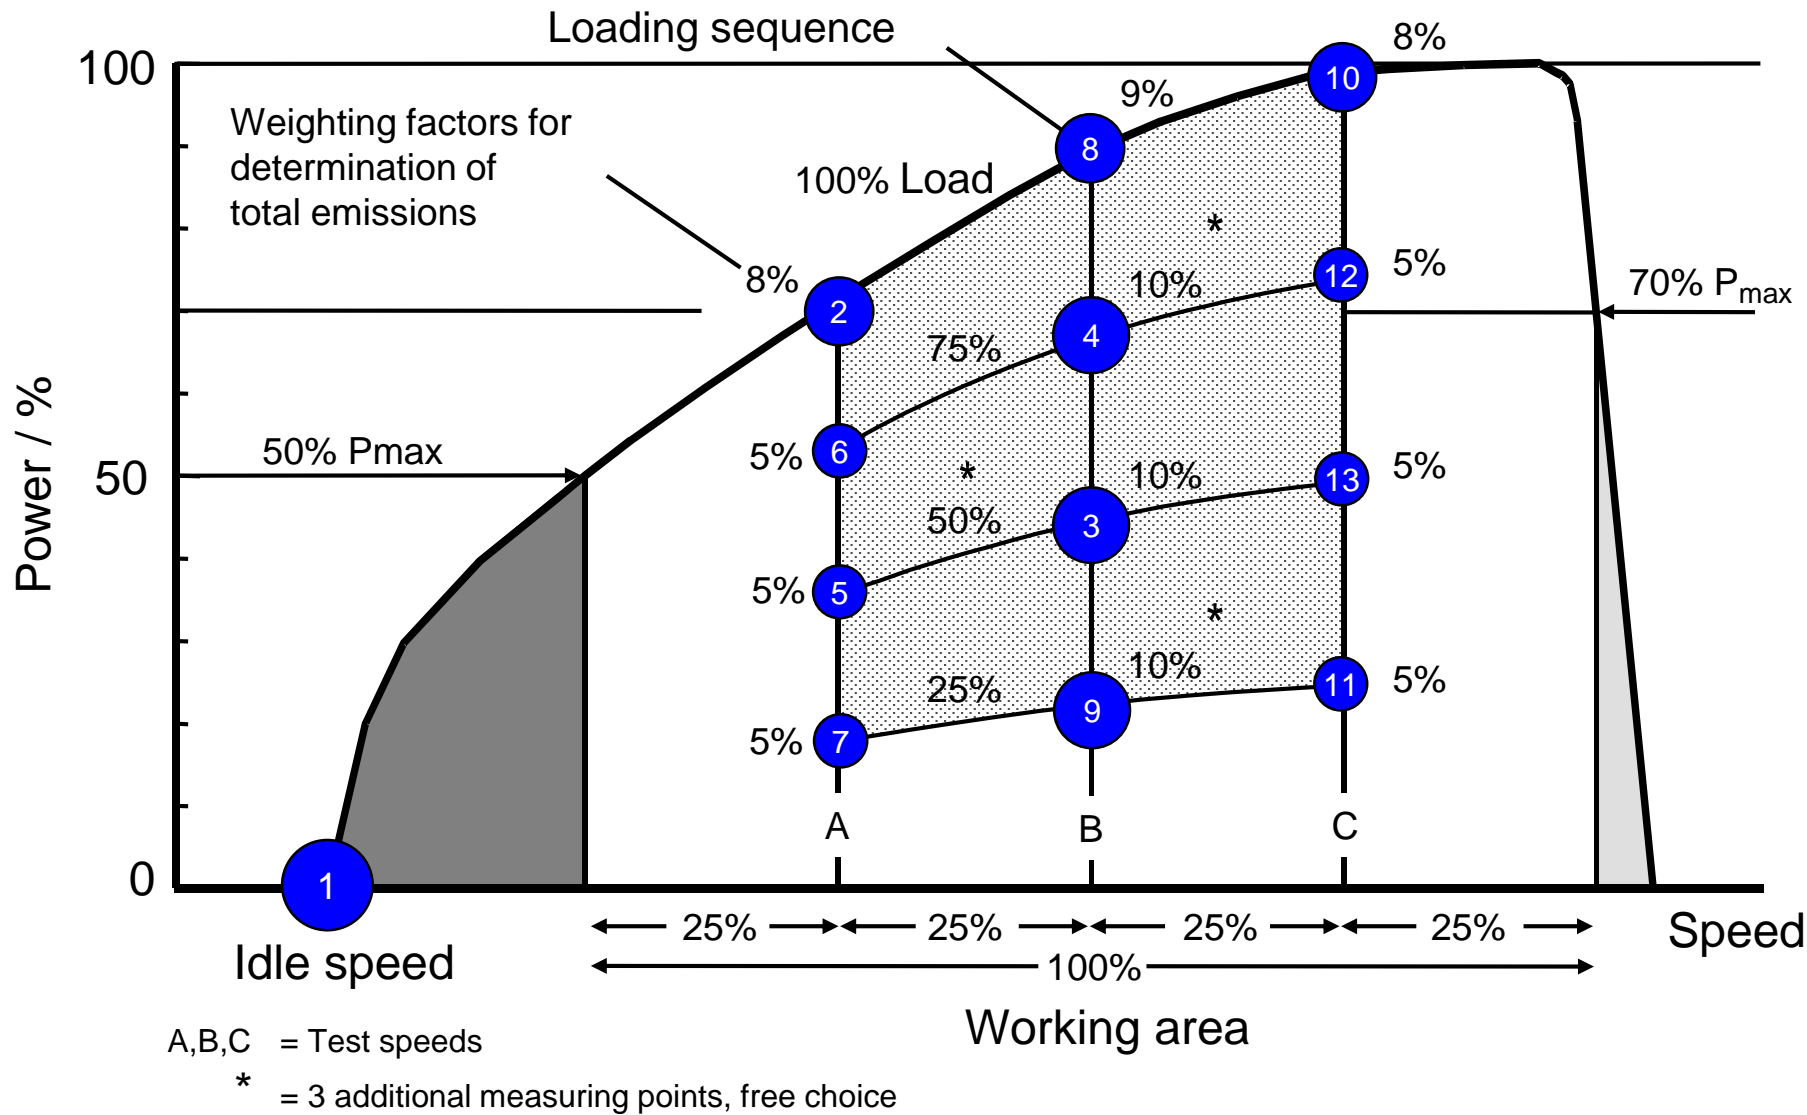 Loading sequence
8%
100
9%
10
Weighting factors for
determination of
total emissions
8
100% Load
*
8%
2
10%
12
5%
70% Pmax
75%
4
50% Pmax
5%
6
*
10%
13
5%
50
50%
3
5%
5
*
10%
11
5%
25%
9
5%
7
Power / %
A
B
C
0
1
25%
25%
25%
25%
Speed
Idle speed
100%
Working area
A,B,C = Test speeds
* = 3 additional measuring points, free choice